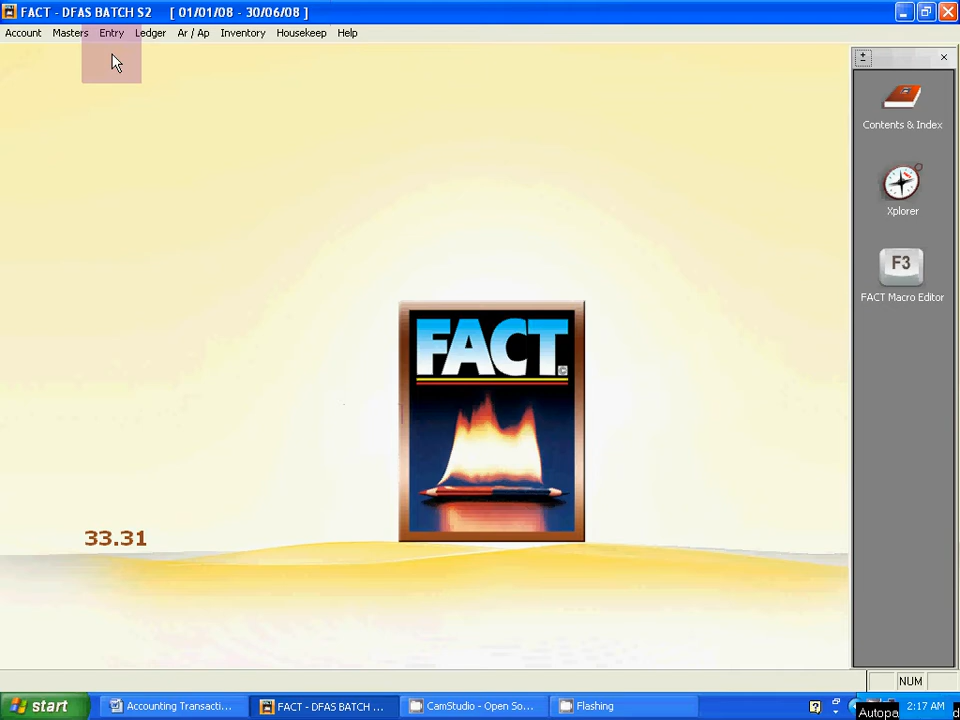 FACT - DFAS BATCH S2 [ 01/01/08 - 30/06/08 ]
Account Masters Entry Ledger Ar / Ap Inventory Housekeep Help
Contents & Index
Xplorer
F3
FACT Macro Editor
FACT
33.31
NUM
start
Accounting Transacti...
FACT - DFAS BATCH ...
CamStudio - Open So...
Flashing
2:17 AM
Autopa